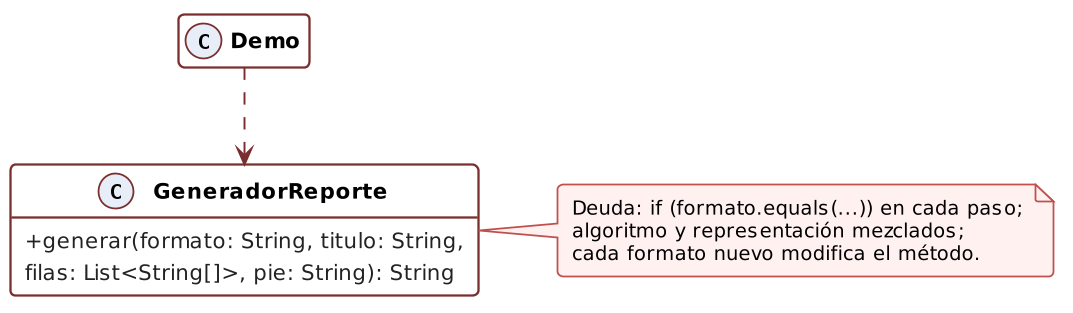 C Demo
C GeneradorReporte
+generar(formato: String, titulo: String,
filas: List<String[]>, pie: String): String
Deuda: if (formato.equals(...)) en cada paso;
algoritmo y representación mezclados;
cada formato nuevo modifica el método.